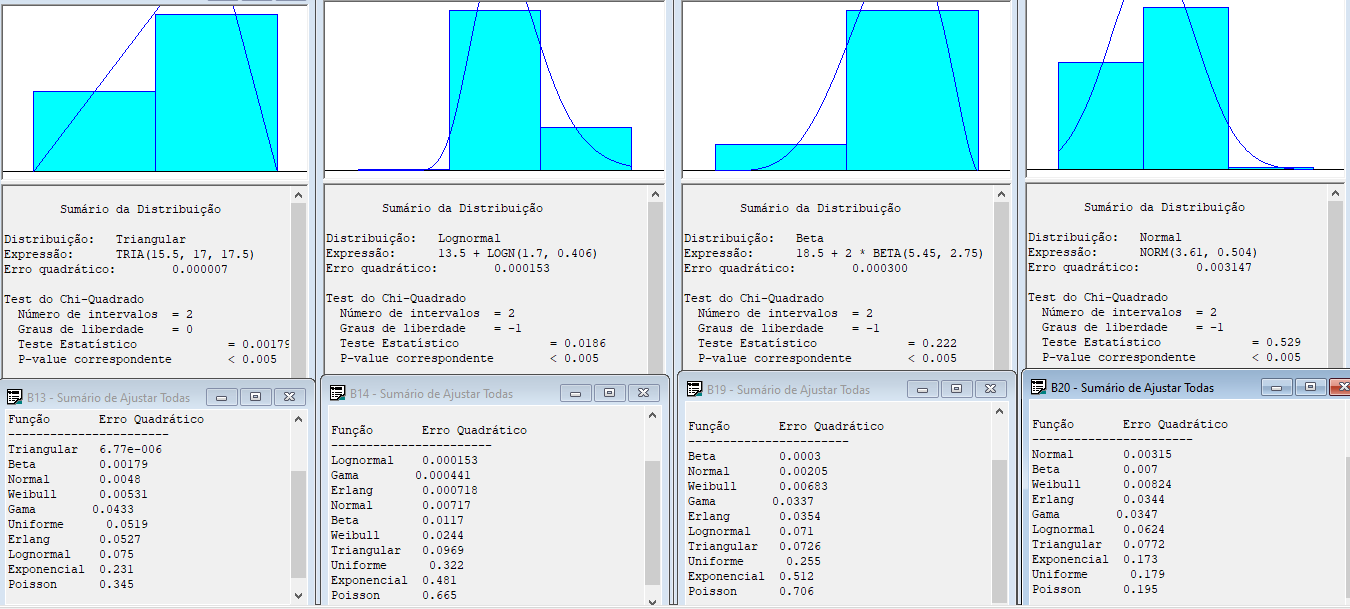 Sumário da Distribuição
Distribuição: Triangular
Expressão: TRIA(15.5, 17, 17.5)
Erro quadrático: 0.000007
Test do Chi-Quadrado
Número de intervalos = 2
Graus de liberdade = 0
Teste Estatístico = 0.00179
P-value correspondente < 0.005
B13 - Sumário de Ajustar Todas
Função Erro Quadrático
-----------------------
Triangular 6.77e-006
Beta 0.00179
Normal 0.0048
Weibull 0.00531
Gama 0.0433
Uniforme 0.0519
Erlang 0.0527
Lognormal 0.075
Exponencial 0.231
Poisson 0.345
Sumário da Distribuição
Distribuição: Lognormal
Expressão: 13.5 + LOGN(1.7, 0.406)
Erro quadrático: 0.000153
Test do Chi-Quadrado
Número de intervalos = 2
Graus de liberdade = -1
Teste Estatístico = 0.0186
P-value correspondente < 0.005
B14 - Sumário de Ajustar Todas
Função Erro Quadrático
-----------------------
Lognormal 0.000153
Gama 0.000441
Erlang 0.000718
Normal 0.00717
Beta 0.0117
Weibull 0.0244
Triangular 0.0969
Uniforme 0.322
Exponencial 0.481
Poisson 0.665
Sumário da Distribuição
Distribuição: Beta
Expressão: 18.5 + 2 * BETA(5.45, 2.75)
Erro quadrático: 0.000300
Test do Chi-Quadrado
Número de intervalos = 2
Graus de liberdade = -1
Teste Estatístico = 0.222
P-value correspondente < 0.005
B19 - Sumário de Ajustar Todas
Função Erro Quadrático
-----------------------
Beta 0.0003
Normal 0.00205
Weibull 0.00683
Gama 0.0337
Erlang 0.0354
Lognormal 0.071
Triangular 0.0726
Uniforme 0.255
Exponencial 0.512
Poisson 0.706
Sumário da Distribuição
Distribuição: Normal
Expressão: NORM(3.61, 0.504)
Erro quadrático: 0.003147
Test do Chi-Quadrado
Número de intervalos = 2
Graus de liberdade = -1
Teste Estatístico = 0.529
P-value correspondente < 0.005
B20 - Sumário de Ajustar Todas
Função Erro Quadrático
-----------------------
Normal 0.00315
Beta 0.007
Weibull 0.00824
Erlang 0.0344
Gama 0.0347
Lognormal 0.0624
Triangular 0.0772
Exponencial 0.173
Uniforme 0.179
Poisson 0.195